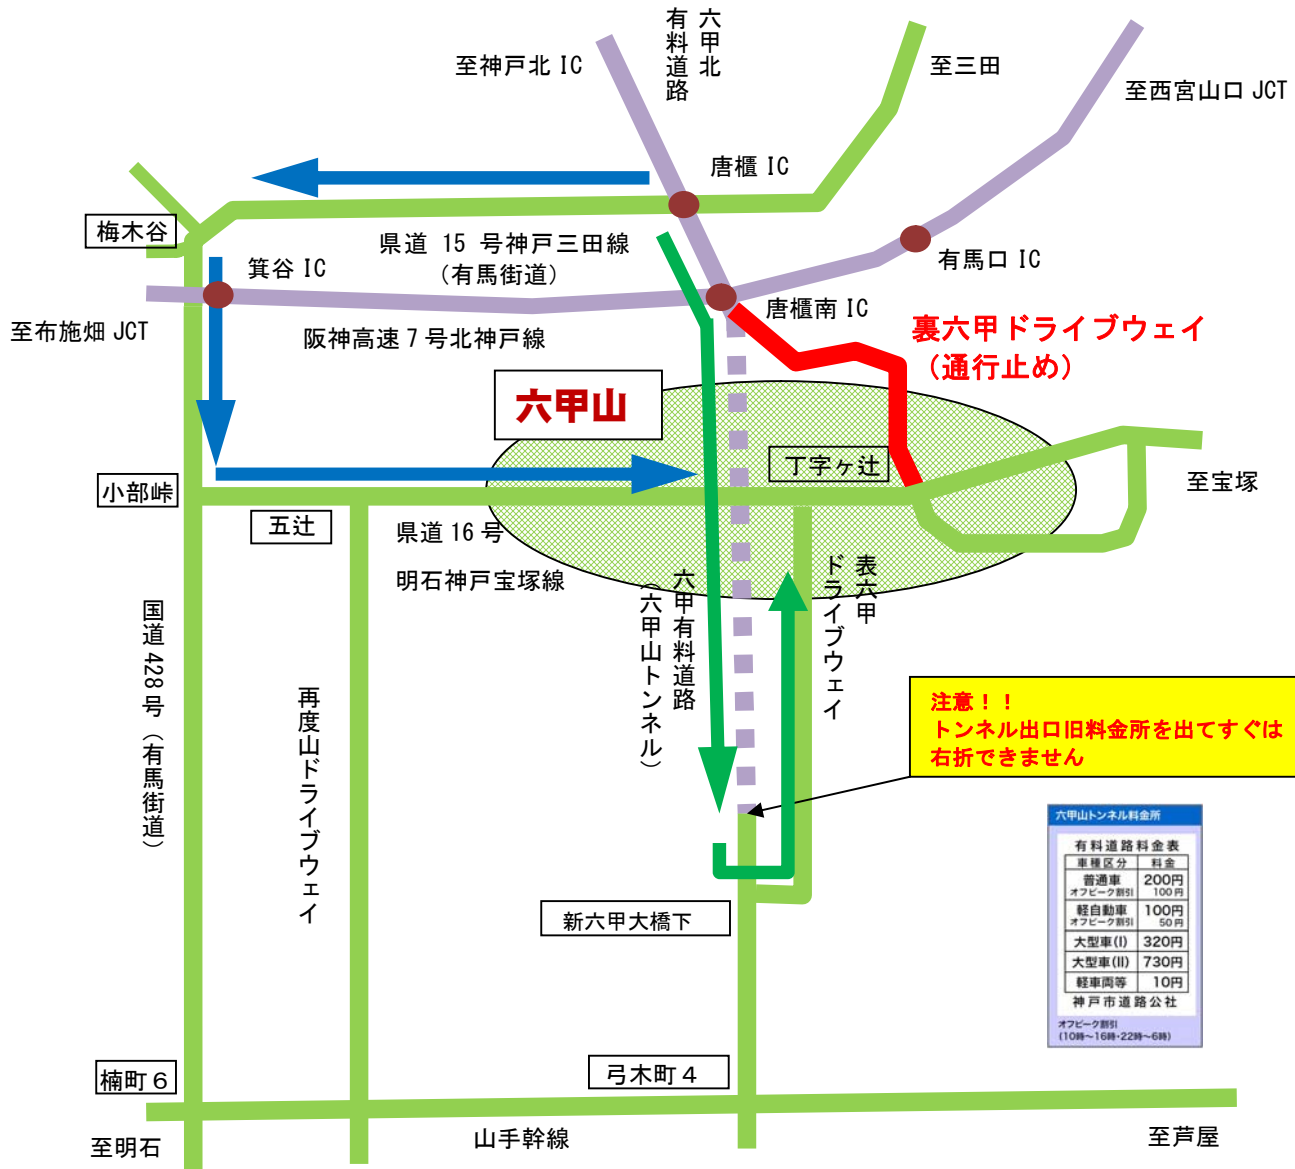 六甲北
有料道路
至神戸北 IC
至三田
至西宮山口 JCT
唐櫃 IC
梅木谷
県道 15 号神戸三田線
（有馬街道）
箕谷 IC
有馬口 IC
唐櫃南 IC
至布施畑 JCT
阪神高速 7 号北神戸線
裏六甲ドライブウェイ
（通行止め）
六甲山
丁字ヶ辻
小部峠
至宝塚
五辻
県道 16 号
明石神戸宝塚線
表六甲
ドライブウェイ
六甲有料道路
（六甲山トンネル）
国道 428 号（有馬街道）
再度山ドライブウェイ
注意！！
トンネル出口旧料金所を出てすぐは
右折できません
六甲山トンネル料金所
有料道路料金表
車種区分 料金
普通車 200円
オフピーク割引 100円
軽自動車 100円
オフピーク割引 50円
大型車(I) 320円
大型車(II) 730円
軽車両等 10円
神戸市道路公社
オフピーク割引
(10時～16時・22時～6時)
新六甲大橋下
楠町６
弓木町４
至明石
山手幹線
至芦屋